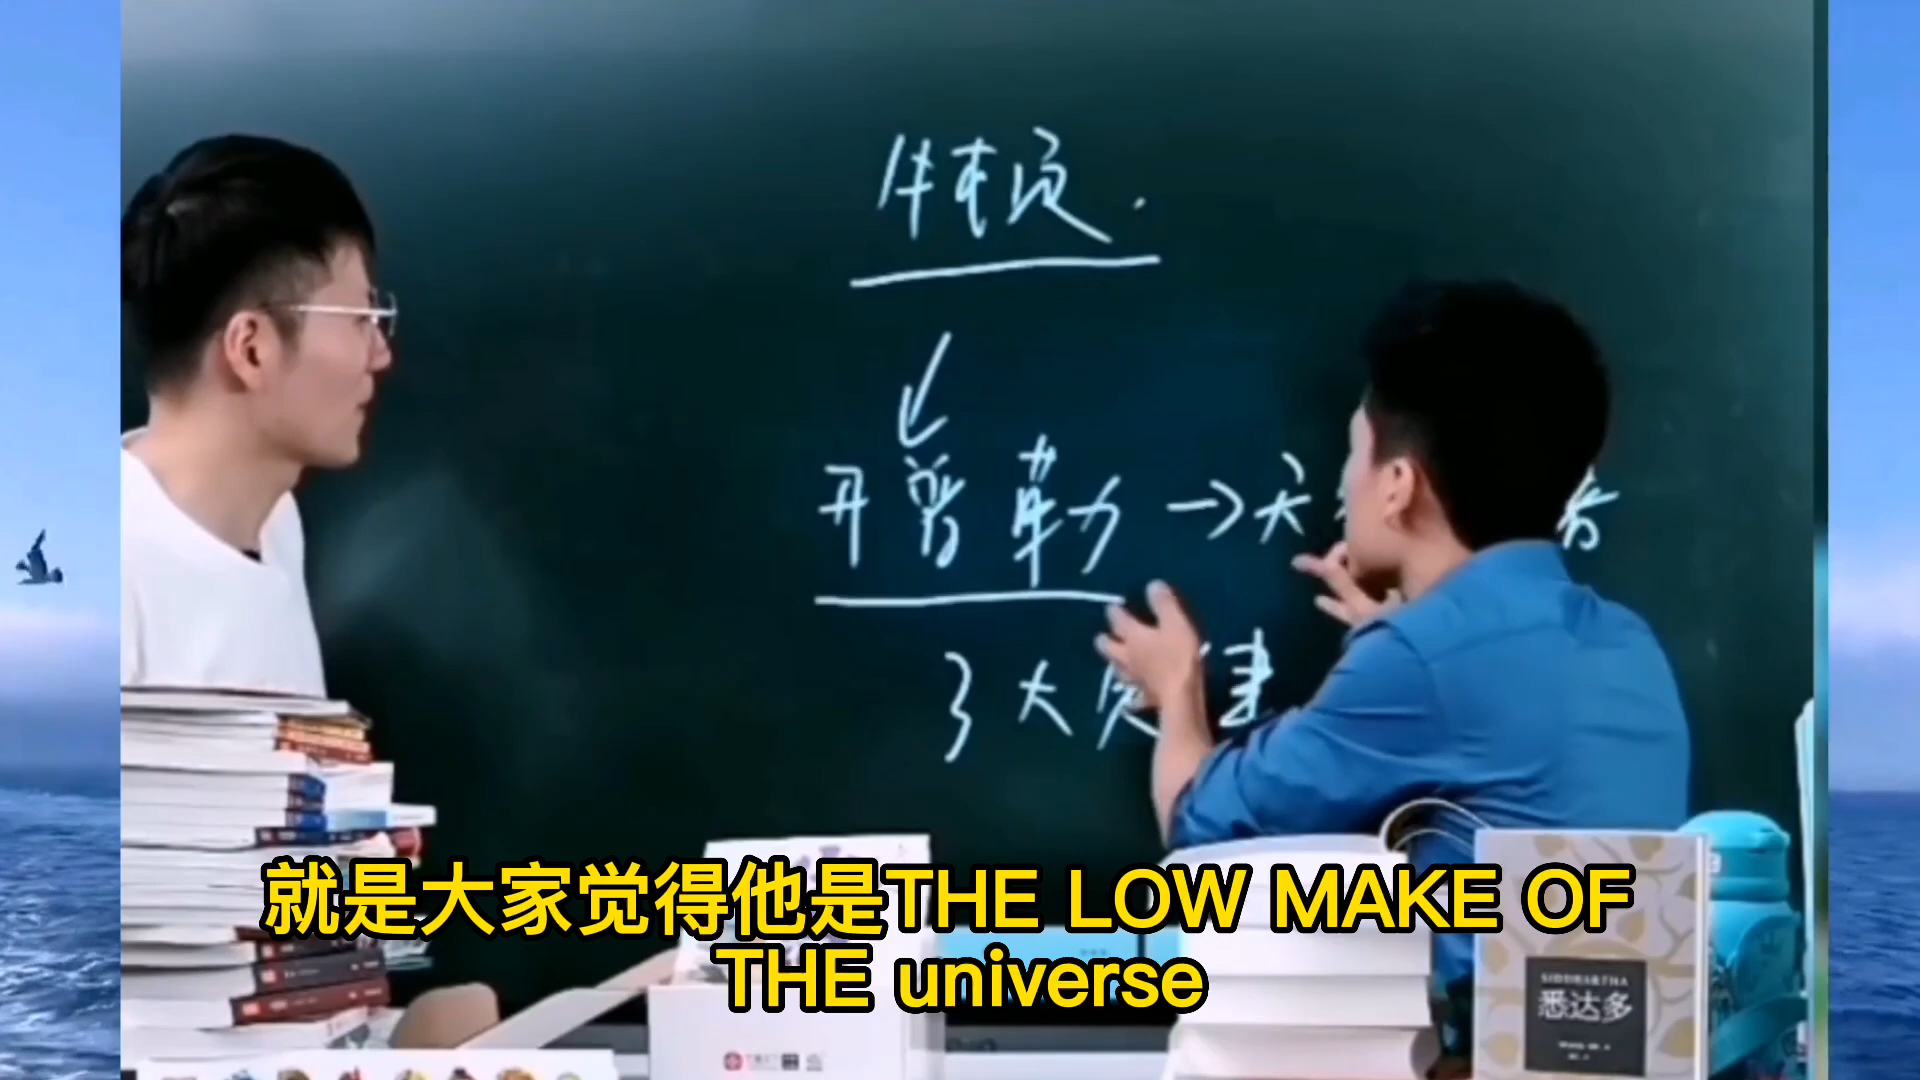 牛顿.
开普勒→天
3大定律
就是大家觉得他是THE LOW MAKE OF
THE universe
SIDDHARTHA
悉达多